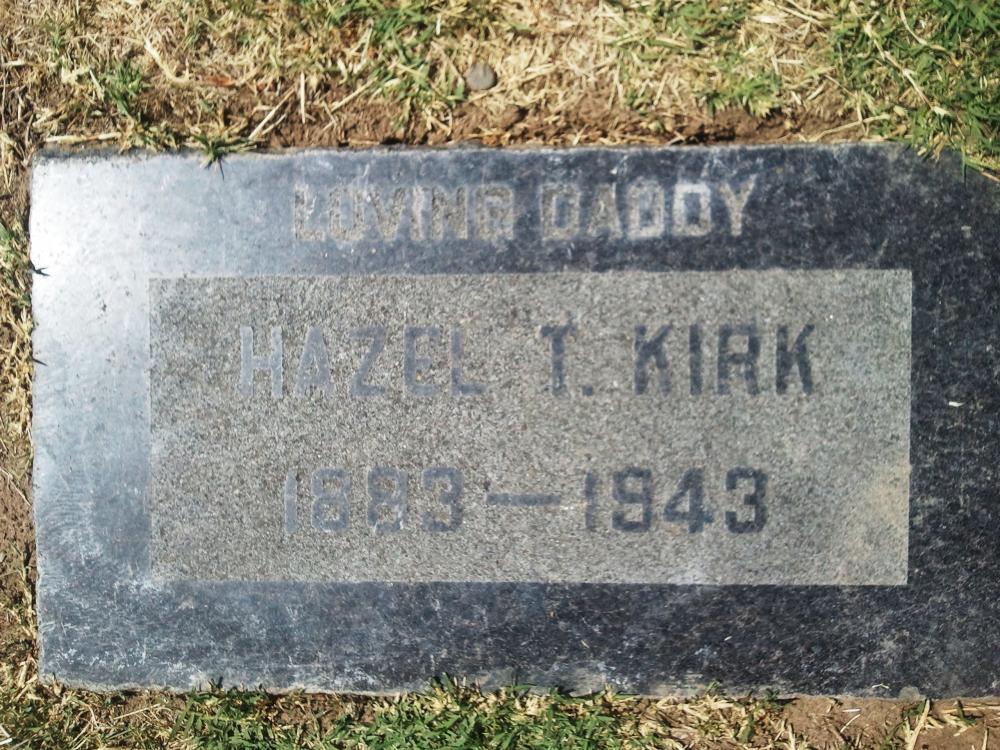 LOVING DADDY
HAZEL T. KIRK
1883—1943